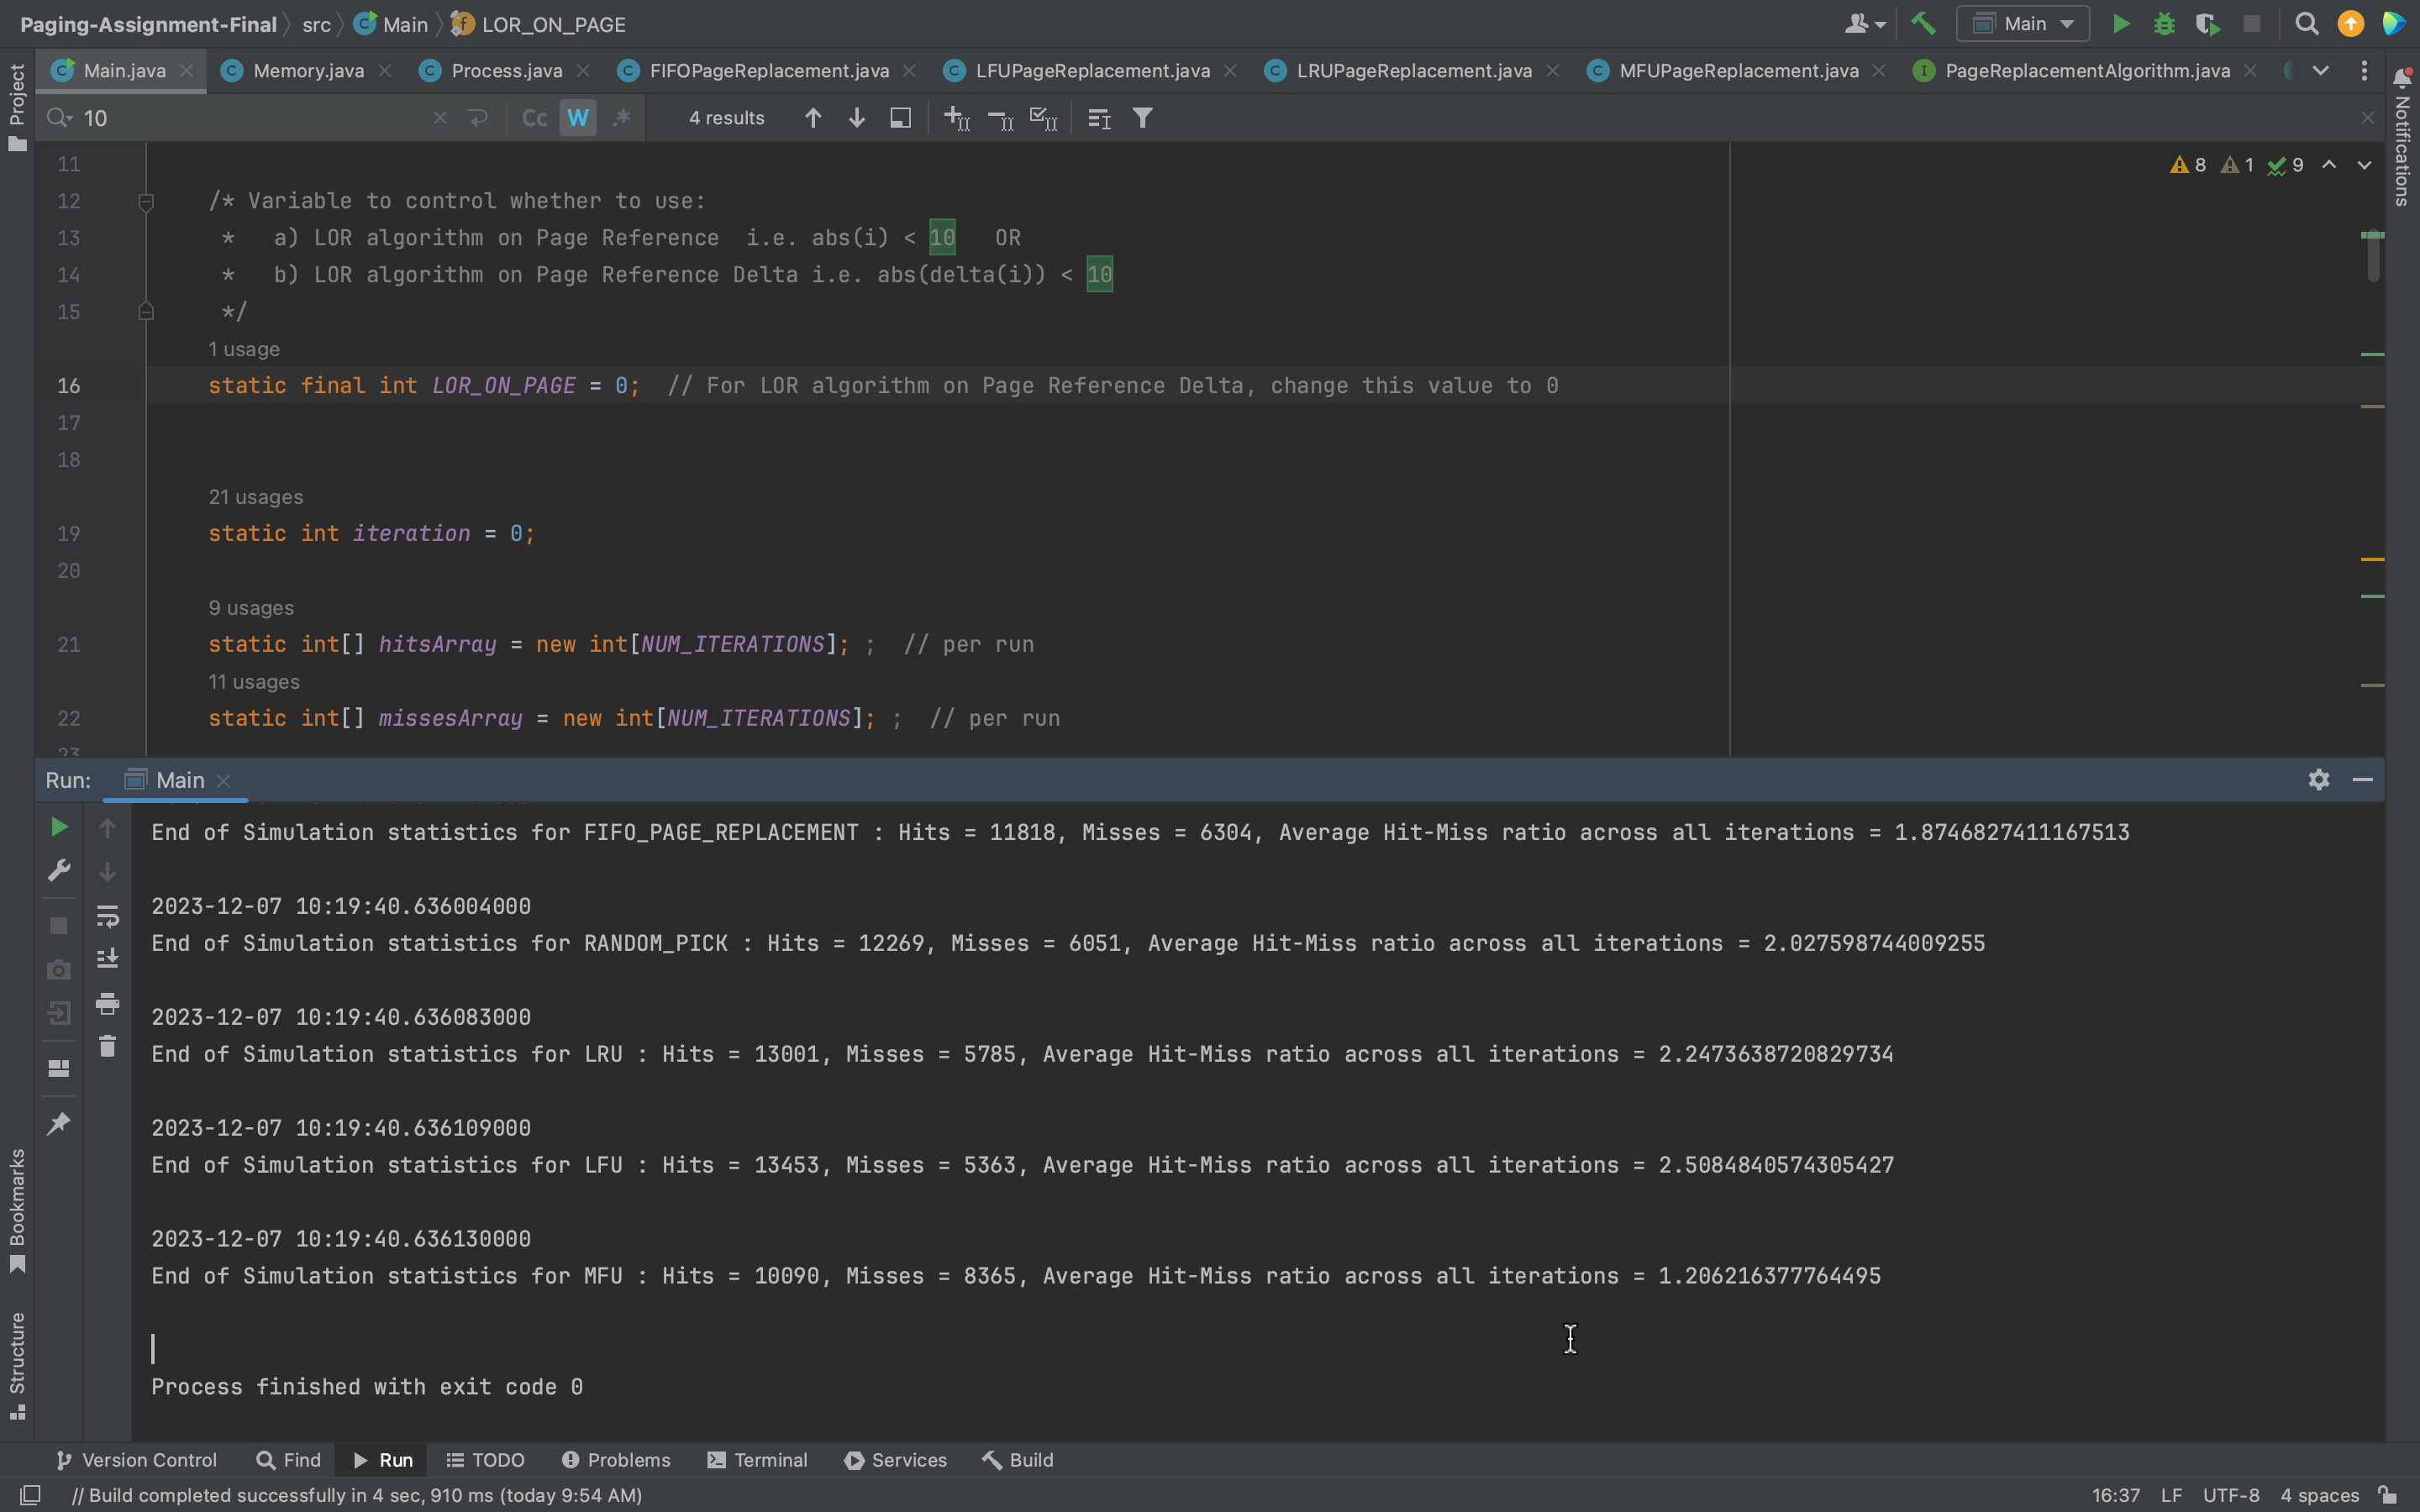 Paging-Assignment-Final src Main LOR_ON_PAGE Main
Project
Main.java Memory.java Process.java FIFOPageReplacement.java LFUPageReplacement.java LRUPageReplacement.java MFUPageReplacement.java PageReplacementAlgorithm.java
Notifications
10 Cc W .* 4 results
11
8 1 9
12 /* Variable to control whether to use:
13 * a) LOR algorithm on Page Reference i.e. abs(i) < 10 OR
14 * b) LOR algorithm on Page Reference Delta i.e. abs(delta(i)) < 10
15 */
1 usage
16 static final int LOR_ON_PAGE = 0; // For LOR algorithm on Page Reference Delta, change this value to 0
17
18
21 usages
19 static int iteration = 0;
20
9 usages
21 static int[] hitsArray = new int[NUM_ITERATIONS]; ; // per run
11 usages
22 static int[] missesArray = new int[NUM_ITERATIONS]; ; // per run
23
Run: Main
End of Simulation statistics for FIFO_PAGE_REPLACEMENT : Hits = 11818, Misses = 6304, Average Hit-Miss ratio across all iterations = 1.8746827411167513
2023-12-07 10:19:40.636004000
End of Simulation statistics for RANDOM_PICK : Hits = 12269, Misses = 6051, Average Hit-Miss ratio across all iterations = 2.027598744009255
2023-12-07 10:19:40.636083000
End of Simulation statistics for LRU : Hits = 13001, Misses = 5785, Average Hit-Miss ratio across all iterations = 2.2473638720829734
2023-12-07 10:19:40.636109000
End of Simulation statistics for LFU : Hits = 13453, Misses = 5363, Average Hit-Miss ratio across all iterations = 2.5084840574305427
2023-12-07 10:19:40.636130000
End of Simulation statistics for MFU : Hits = 10090, Misses = 8365, Average Hit-Miss ratio across all iterations = 1.206216377764495
Process finished with exit code 0
Bookmarks
Structure
Version Control Find Run TODO Problems Terminal Services Build
// Build completed successfully in 4 sec, 910 ms (today 9:54 AM) 16:37 LF UTF-8 4 spaces